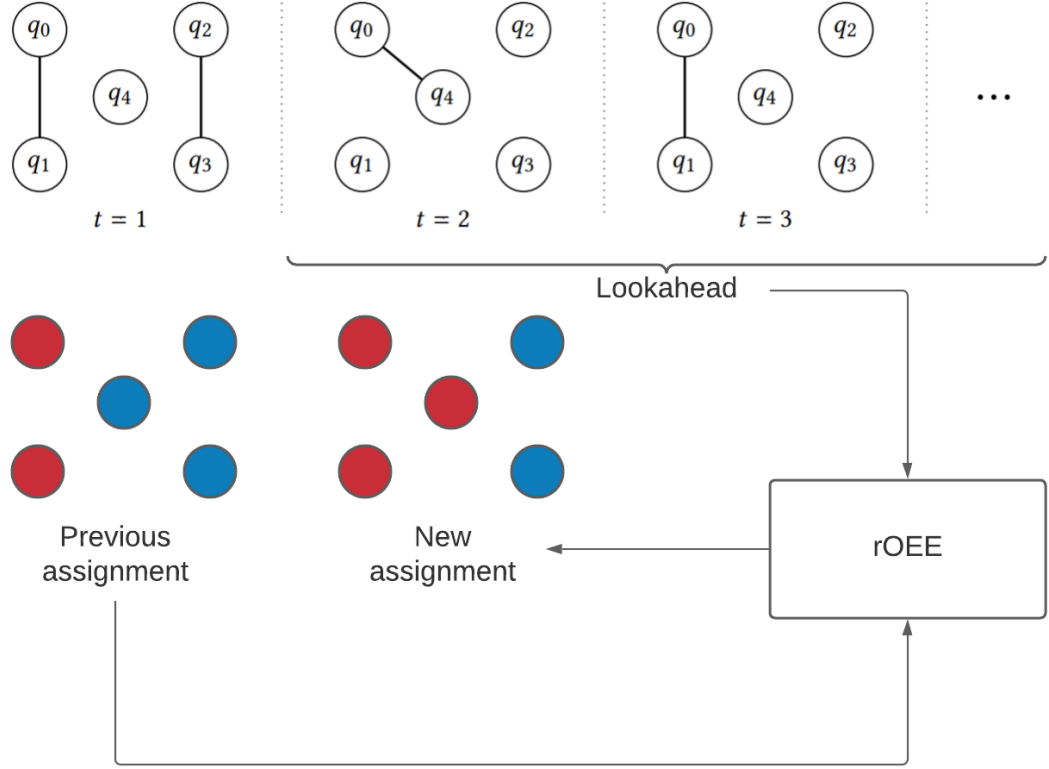 q0 q2 q0 q2 q0 q2
q4 q4 q4 ...
q1 q3 q1 q3 q1 q3
t = 1 t = 2 t = 3
Lookahead
Previous
assignment
New
assignment
rOEE